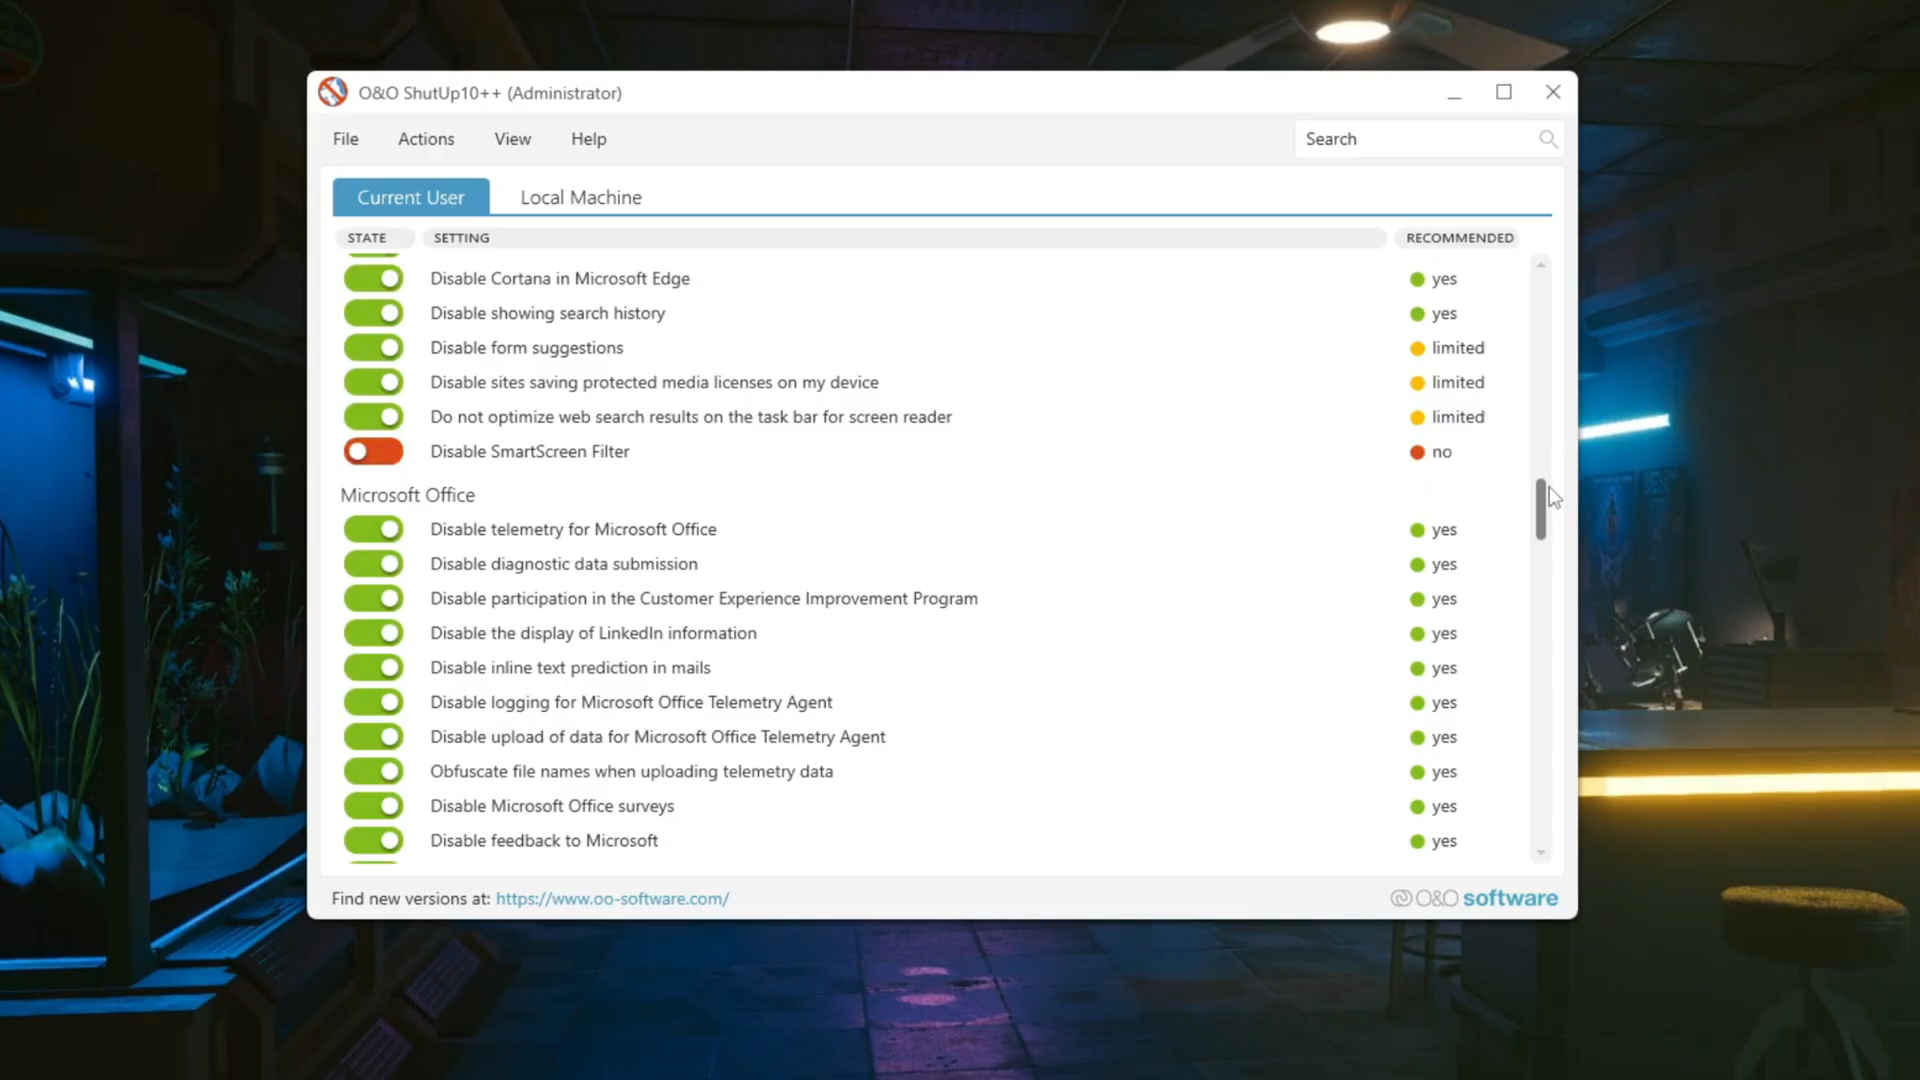 O&O ShutUp10++ (Administrator)
File Actions View Help Search
Current User Local Machine
STATE SETTING RECOMMENDED
Disable Cortana in Microsoft Edge yes
Disable showing search history yes
Disable form suggestions limited
Disable sites saving protected media licenses on my device limited
Do not optimize web search results on the task bar for screen reader limited
Disable SmartScreen Filter no
Microsoft Office
Disable telemetry for Microsoft Office yes
Disable diagnostic data submission yes
Disable participation in the Customer Experience Improvement Program yes
Disable the display of LinkedIn information yes
Disable inline text prediction in mails yes
Disable logging for Microsoft Office Telemetry Agent yes
Disable upload of data for Microsoft Office Telemetry Agent yes
Obfuscate file names when uploading telemetry data yes
Disable Microsoft Office surveys yes
Disable feedback to Microsoft yes
Find new versions at: https://www.oo-software.com/ O&O software